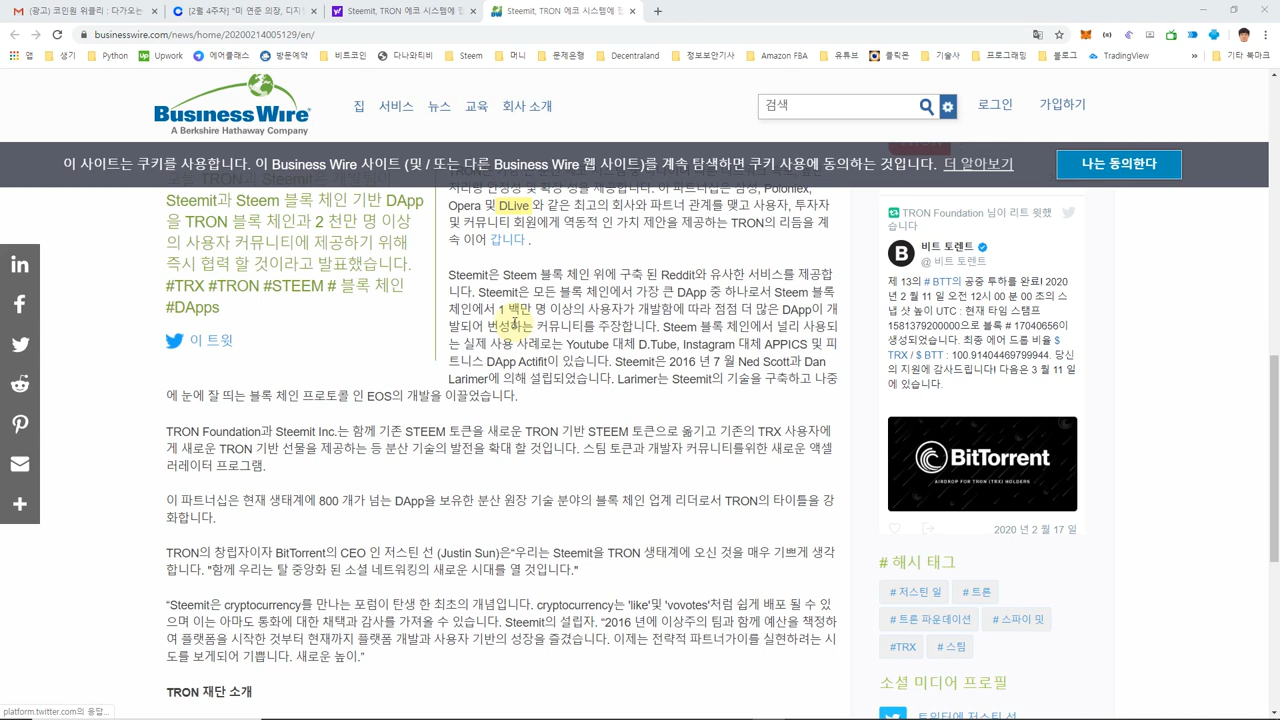 (광고) 코인원 위클리 : 다가오는
[2월 4주차] "미 연준 의장, 디지
Steemit, TRON 에코 시스템에 진
Steemit, TRON 에코 시스템에 진
businesswire.com/news/home/20200214005129/en/
앱
생기
Python
Upwork
에어클래스
방문예약
비트코인
다나와티비
Steem
머니
문제은행
Decentraland
정보보안기사
Amazon FBA
유튜브
클릭몬
기술사
프로그래밍
블로그
TradingView
»
기타 북마크
BusinessWire
A Berkshire Hathaway Company
집
서비스
뉴스
교육
회사 소개
검색
로그인
가입하기
이 사이트는 쿠키를 사용합니다. 이 Business Wire 사이트 (및 / 또는 다른 Business Wire 웹 사이트)를 계속 탐색하면 쿠키 사용에 동의하는 것입니다. 더 알아보기
나는 동의한다
Steemit과 Steem 블록 체인 기반 DApp
을 TRON 블록 체인과 2 천만 명 이상
의 사용자 커뮤니티에 제공하기 위해
즉시 협력 할 것이라고 발표했습니다.
#TRX #TRON #STEEM # 블록 체인
#DApps
이 트윗
처리량 안정성 및 확장 성을 제공합니다. 이 파트너십은 삼성, Poloniex,
Opera 및 DLive 와 같은 최고의 회사와 파트너 관계를 맺고 사용자, 투자자
및 커뮤니티 회원에게 역동적 인 가치 제안을 제공하는 TRON의 리듬을 계
속 이어 갑니다 .
Steemit은 Steem 블록 체인 위에 구축 된 Reddit와 유사한 서비스를 제공합
니다. Steemit은 모든 블록 체인에서 가장 큰 DApp 중 하나로서 Steem 블록
체인에서 1 백만 명 이상의 사용자가 개발함에 따라 점점 더 많은 DApp이 개
발되어 번성하는 커뮤니티를 주장합니다. Steem 블록 체인에서 널리 사용되
는 실제 사용 사례로는 Youtube 대체 D.Tube, Instagram 대체 APPICS 및 피
트니스 DApp Actifit이 있습니다. Steemit은 2016 년 7 월 Ned Scott과 Dan
Larimer에 의해 설립되었습니다. Larimer는 Steemit의 기술을 구축하고 나중
에 눈에 잘 띄는 블록 체인 프로토콜 인 EOS의 개발을 이끌었습니다.
TRON Foundation과 Steemit Inc.는 함께 기존 STEEM 토큰을 새로운 TRON 기반 STEEM 토큰으로 옮기고 기존의 TRX 사용자에
게 새로운 TRON 기반 선물을 제공하는 등 분산 기술의 발전을 확대 할 것입니다. 스팀 토큰과 개발자 커뮤니티를위한 새로운 액셀
러레이터 프로그램.
이 파트너십은 현재 생태계에 800 개가 넘는 DApp을 보유한 분산 원장 기술 분야의 블록 체인 업계 리더로서 TRON의 타이틀을 강
화합니다.
TRON의 창립자이자 BitTorrent의 CEO 인 저스틴 선 (Justin Sun)은“우리는 Steemit을 TRON 생태계에 오신 것을 매우 기쁘게 생각
합니다. "함께 우리는 탈 중앙화 된 소셜 네트워킹의 새로운 시대를 열 것입니다."
“Steemit은 cryptocurrency를 만나는 포럼이 탄생 한 최초의 개념입니다. cryptocurrency는 'like'및 'vovotes'처럼 쉽게 배포 될 수 있
으며 이는 아마도 통화에 대량 채택과 감사를 가져올 수 있습니다. Steemit의 설립자. “2016 년에 이상주의 팀과 함께 예산을 책정하
여 플랫폼을 시작한 것부터 현재까지 플랫폼 개발과 사용자 기반의 성장을 즐겼습니다. 이제는 전략적 파트너가이를 실현하려는 시
도를 보게되어 기쁩니다. 새로운 높이.”
TRON 재단 소개
TRON Foundation 님이 리트 윗했
습니다
비트 토렌트
@ 비트 토렌트
제 13의 # BTT의 공중 투하를 완료! 2020
년 2 월 11 일 오전 12시 00 분 00 초의 스
냅 샷 높이 UTC : 현재 타임 스탬프
1581379200000으로 블록 # 17040656이
생성되었습니다. 최종 에어 드롭 비율 $
TRX / $ BTT : 100.91404469799944. 당신
의 지원에 감사드립니다! 다음은 3 월 11 일
에 있습니다.
BitTorrent
AIRDROP FOR TRON (TRX) HOLDERS
2020 년 2 월 17 일
# 해시 태그
# 저스틴 일
# 트론
# 트론 파운데이션
# 스파이 밋
#TRX
# 스팀
소셜 미디어 프로필
트위터에 저스틴 선
platform.twitter.com의 응답...